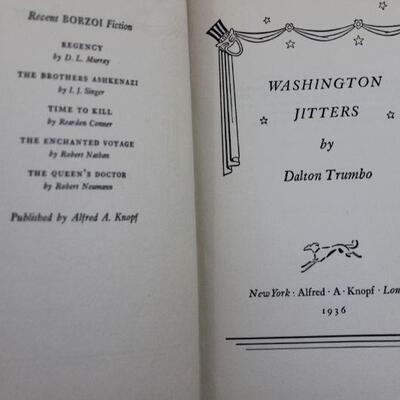 Recent BORZOI Fiction
REGENCY
by D. L. Murray
THE BROTHERS ASHKENAZI
by I. J. Singer
TIME TO KILL
by Rearden Conner
THE ENCHANTED VOYAGE
by Robert Nathan
THE QUEEN'S DOCTOR
by Robert Neumann
Published by Alfred A. Knopf
WASHINGTON
JITTERS
by
Dalton Trumbo
New York · Alfred · A · Knopf · Lon
1936